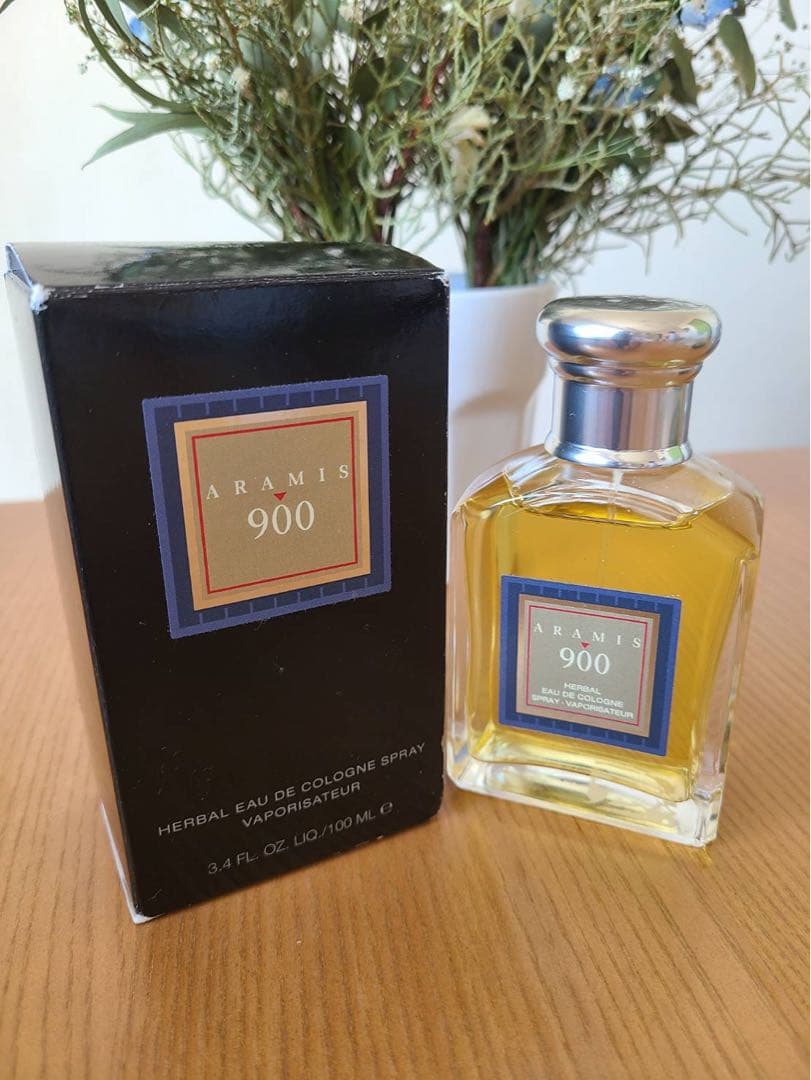 ARAMIS
900
HERBAL EAU DE COLOGNE SPRAY
VAPORISATEUR
3.4 FL. OZ. LIQ./100 ML ℮
ARAMIS
900
HERBAL
EAU DE COLOGNE
SPRAY·VAPORISATEUR